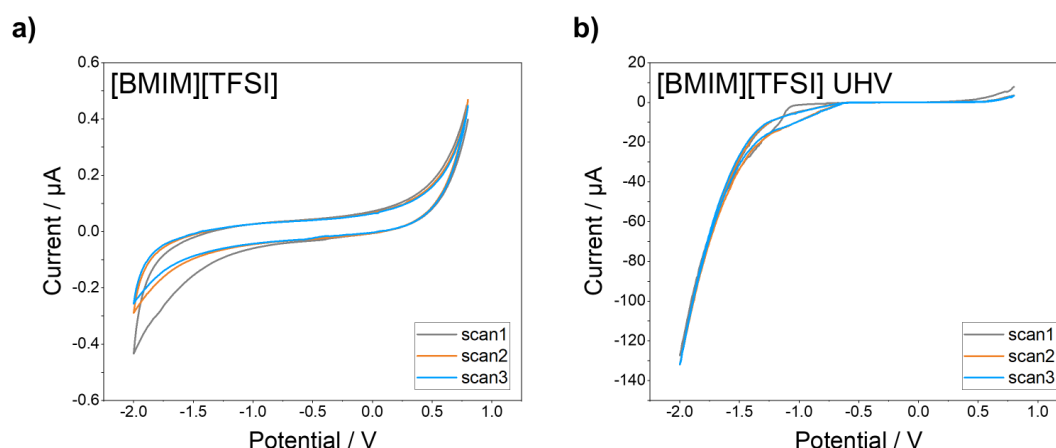 a)
[BMIM][TFSI]
0.6
0.4
0.2
0.0
-0.2
-0.4
-0.6
Current / µA
-2.0 -1.5 -1.0 -0.5 0.0 0.5 1.0
Potential / V
scan1
scan2
scan3
b)
[BMIM][TFSI] UHV
20
0
-20
-40
-60
-80
-100
-120
-140
Current / µA
-2.0 -1.5 -1.0 -0.5 0.0 0.5 1.0
Potential / V
scan1
scan2
scan3